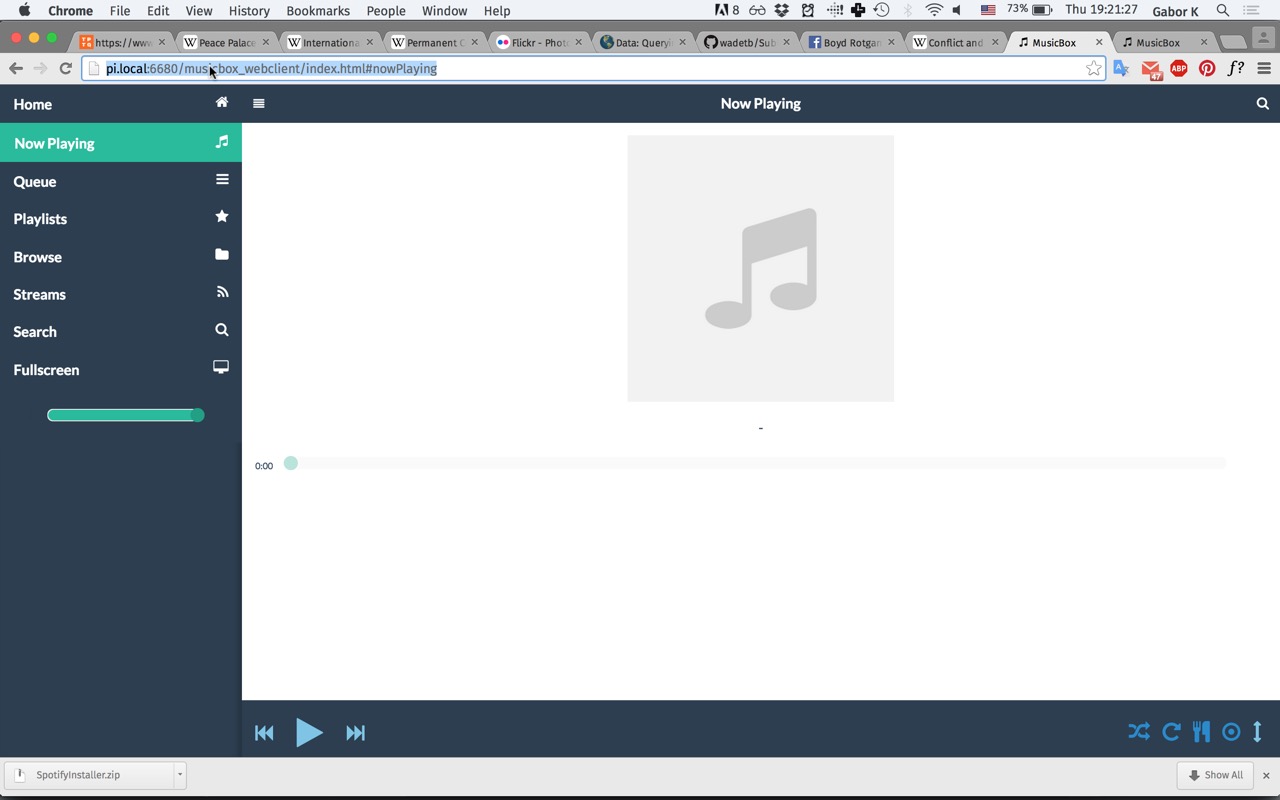 Chrome File Edit View History Bookmarks People Window Help 8 73% Thu 19:21:27 Gabor K
https://www Peace Palace Internationa Permanent C Flickr - Phot Data: Queryi wadetb/Sub Boyd Rotgan Conflict and MusicBox MusicBox
pi.local:6680/musicbox_webclient/index.html#nowPlaying 47 ABP f?
Home
Now Playing
Now Playing
Queue
Playlists
Browse
Streams
Search
Fullscreen
-
0:00
SpotifyInstaller.zip
Show All